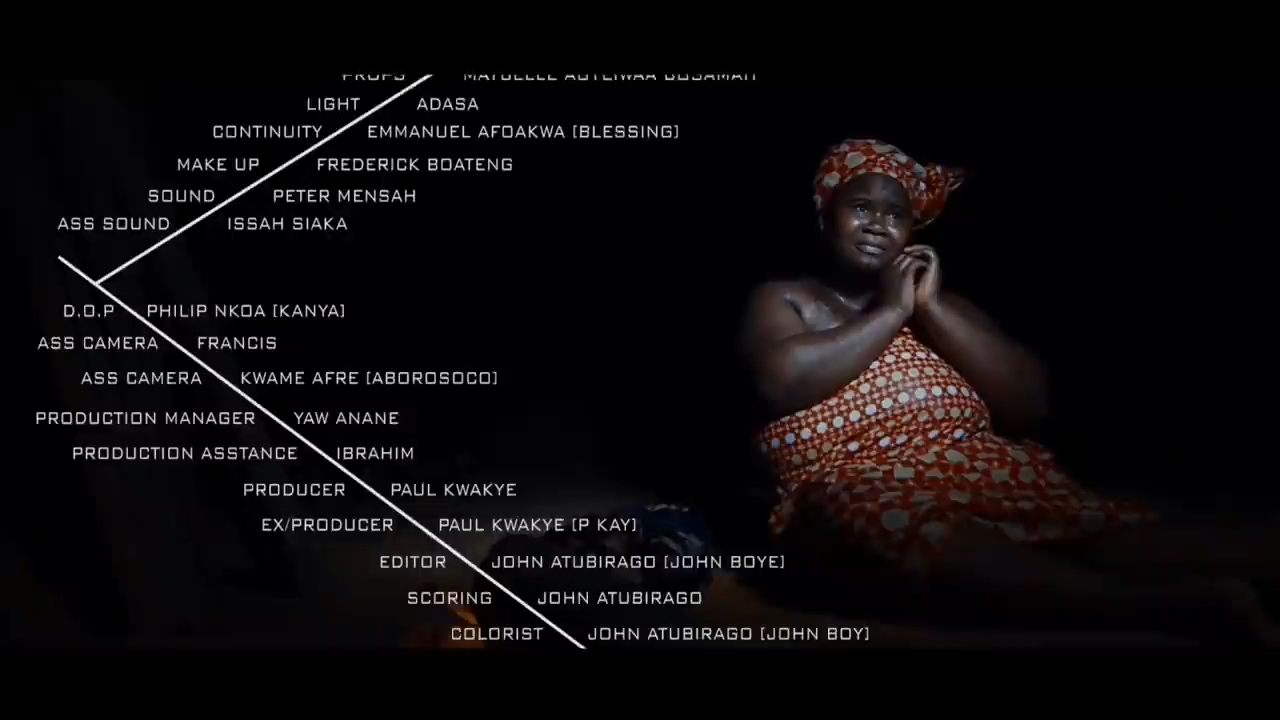 PROPS
LIGHT ADASA
CONTINUITY EMMANUEL AFOAKWA [BLESSING]
MAKE UP FREDERICK BOATENG
SOUND PETER MENSAH
ASS SOUND ISSAH SIAKA
D.O.P PHILIP NKOA [KANYA]
ASS CAMERA FRANCIS
ASS CAMERA KWAME AFRE [ABOROSOCO]
PRODUCTION MANAGER YAW ANANE
PRODUCTION ASSTANCE IBRAHIM
PRODUCER PAUL KWAKYE
EX/PRODUCER PAUL KWAKYE [P KAY]
EDITOR JOHN ATUBIRAGO [JOHN BOYE]
SCORING JOHN ATUBIRAGO
COLORIST JOHN ATUBIRAGO [JOHN BOY]